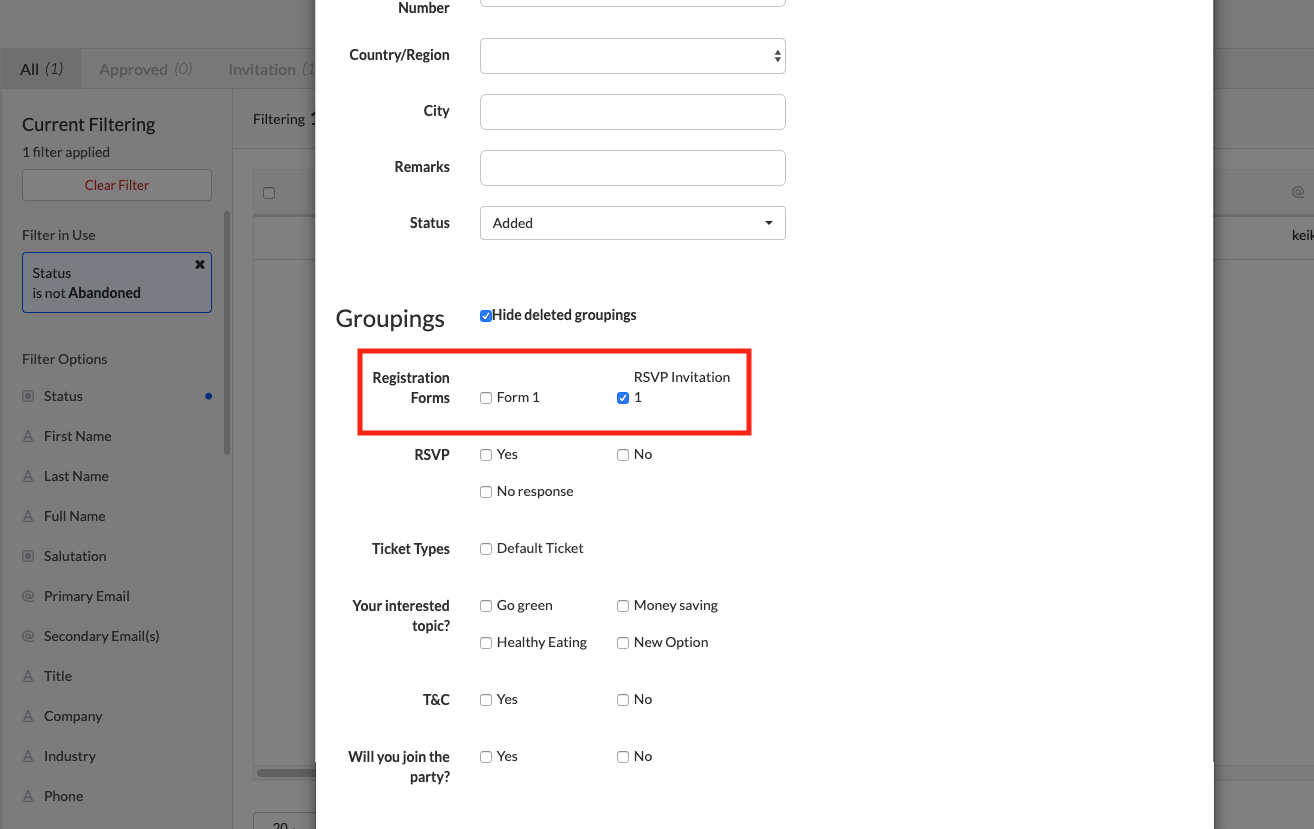 Number
Country/Region
City
Remarks
Status
Added
Groupings
Hide deleted groupings
Registration
Forms
Form 1
RSVP Invitation
1
RSVP
Yes
No
No response
Ticket Types
Default Ticket
Your interested
topic?
Go green
Money saving
Healthy Eating
New Option
T&C
Yes
No
Will you join the
party?
Yes
No
All (1)
Approved (0)
Invitation (1
Current Filtering
1 filter applied
Clear Filter
Filter in Use
Status
is not Abandoned
Filter Options
Status
A First Name
A Last Name
A Full Name
Salutation
@ Primary Email
@ Secondary Email(s)
A Title
A Company
A Industry
A Phone
Filtering
@
keik
20